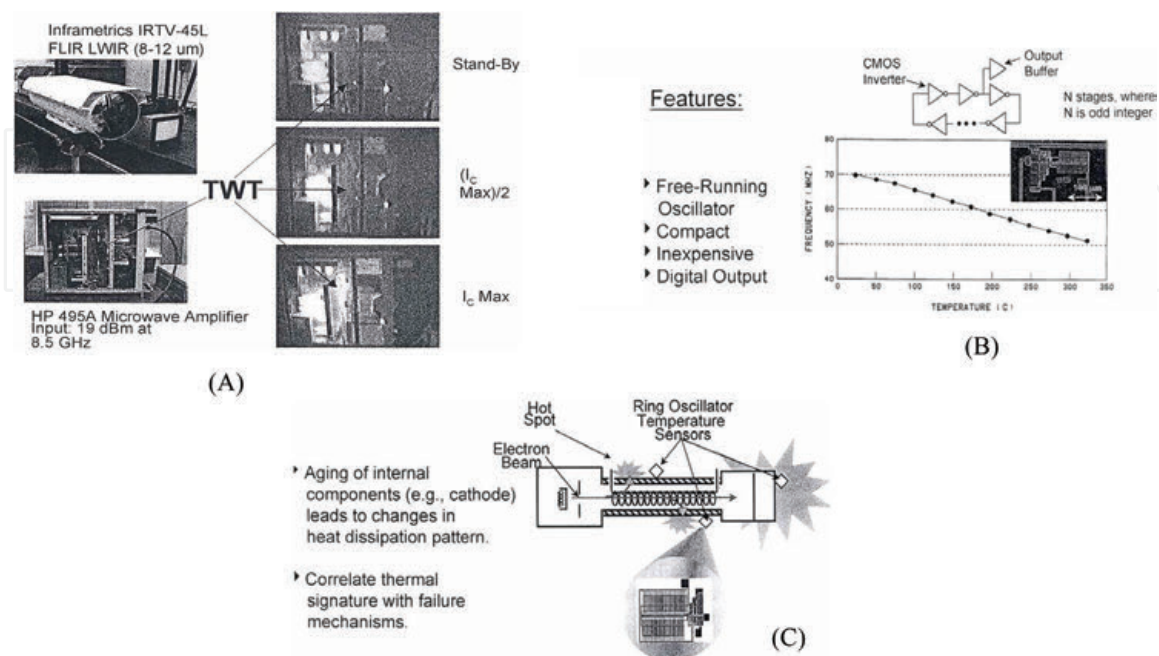 Inframetrics IRTV-45L
FLIR LWIR (8-12 um)
Stand-By
TWT
(I_C
Max)/2
I_C Max
HP 495A Microwave Amplifier
Input: 19 dBm at
8.5 GHz
(A)
CMOS
Inverter
Output
Buffer
Features:
N stages, where
N is odd integer
‣ Free-Running
Oscillator
‣ Compact
‣ Inexpensive
‣ Digital Output
FREQUENCY (MHZ)
80
70
60
50
40
0 50 100 150 200 250 300 350
TEMPERATURE (C)
(B)
Hot
Spot
Ring Oscillator
Temperature
Sensors
Electron
Beam
‣ Aging of internal
components (e.g., cathode)
leads to changes in
heat dissipation pattern.
‣ Correlate thermal
signature with failure
mechanisms.
(C)